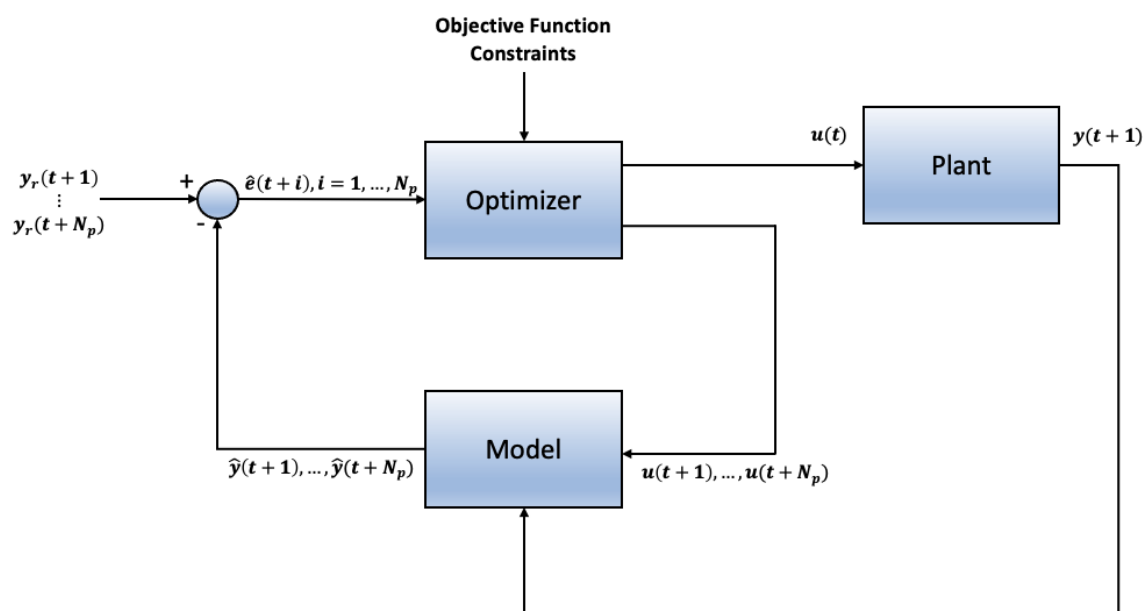 Objective Function
Constraints
u(t)
Plant
y(t+1)
y_r(t+1)
⋮
y_r(t+N_p)
+
-
ê(t+i), i = 1, ..., N_p
Optimizer
Model
ŷ(t+1), ..., ŷ(t+N_p)
u(t+1), ..., u(t+N_p)